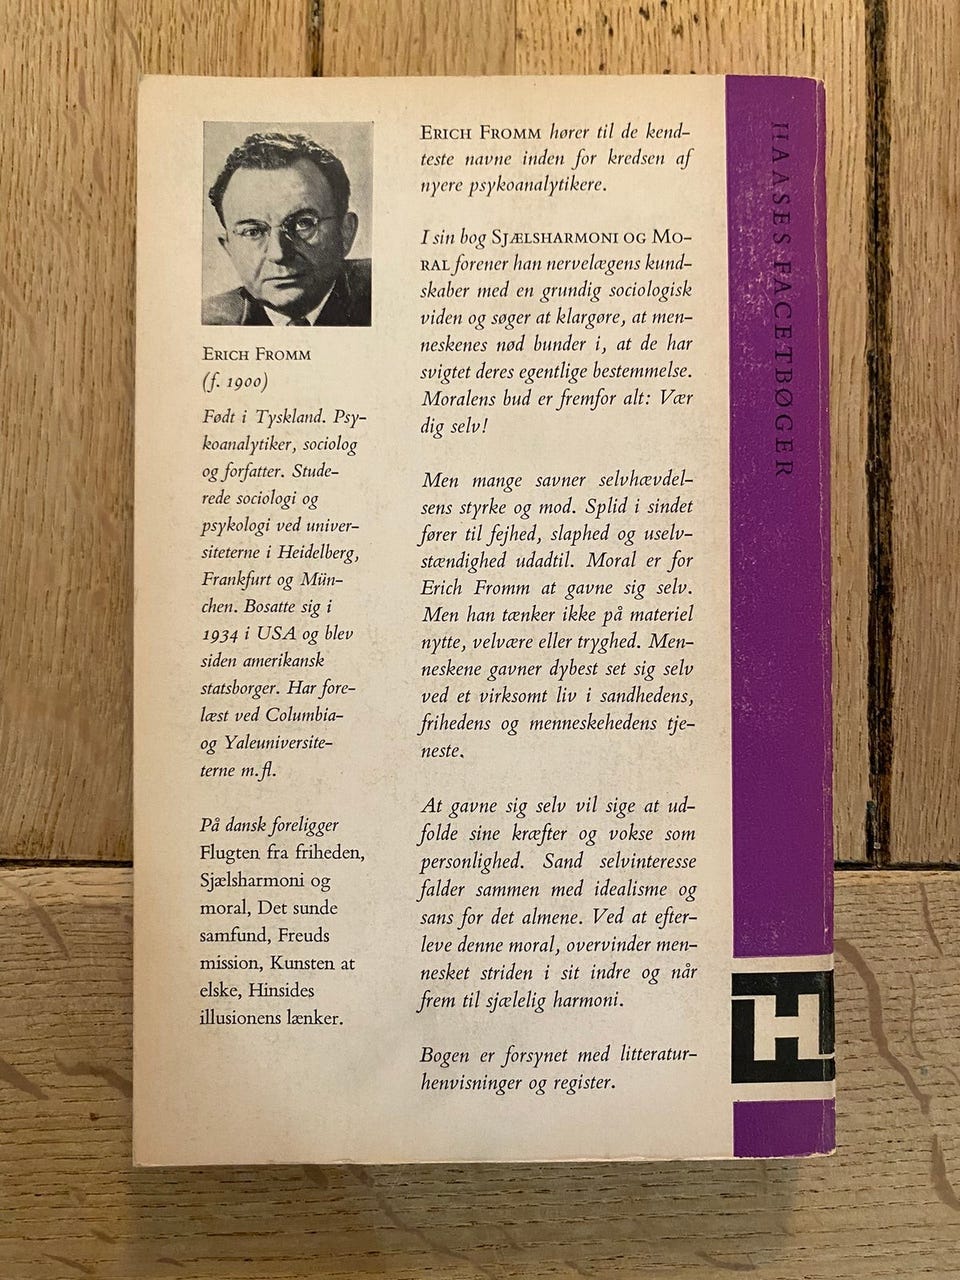 ERICH FROMM
(f. 1900)
Født i Tyskland. Psy-
koanalytiker, sociolog
og forfatter. Stude-
rede sociologi og
psykologi ved univer-
siteterne i Heidelberg,
Frankfurt og Mün-
chen. Bosatte sig i
1934 i USA og blev
siden amerikansk
statsborger. Har fore-
læst ved Columbia-
og Yaleuniversite-
terne m.fl.
På dansk foreligger
Flugten fra friheden,
Sjælsharmoni og
moral, Det sunde
samfund, Freuds
mission, Kunsten at
elske, Hinsides
illusionens lænker.
ERICH FROMM hører til de kend-
teste navne inden for kredsen af
nyere psykoanalytikere.
I sin bog SJÆLSHARMONI OG MO-
RAL forener han nervelægens kund-
skaber med en grundig sociologisk
viden og søger at klargøre, at men-
neskenes nød bunder i, at de har
svigtet deres egentlige bestemmelse.
Moralens bud er fremfor alt: Vær
dig selv!
Men mange savner selvhævdel-
sens styrke og mod. Splid i sindet
fører til fejhed, slaphed og uselv-
stændighed udadtil. Moral er for
Erich Fromm at gavne sig selv.
Men han tænker ikke på materiel
nytte, velvære eller tryghed. Men-
neskene gavner dybest set sig selv
ved et virksomt liv i sandhedens,
frihedens og menneskehedens tje-
neste.
At gavne sig selv vil sige at ud-
folde sine kræfter og vokse som
personlighed. Sand selvinteresse
falder sammen med idealisme og
sans for det almene. Ved at efter-
leve denne moral, overvinder men-
nesket striden i sit indre og når
frem til sjælelig harmoni.
Bogen er forsynet med litteratur-
henvisninger og register.
HAASES FACETBØGER
H